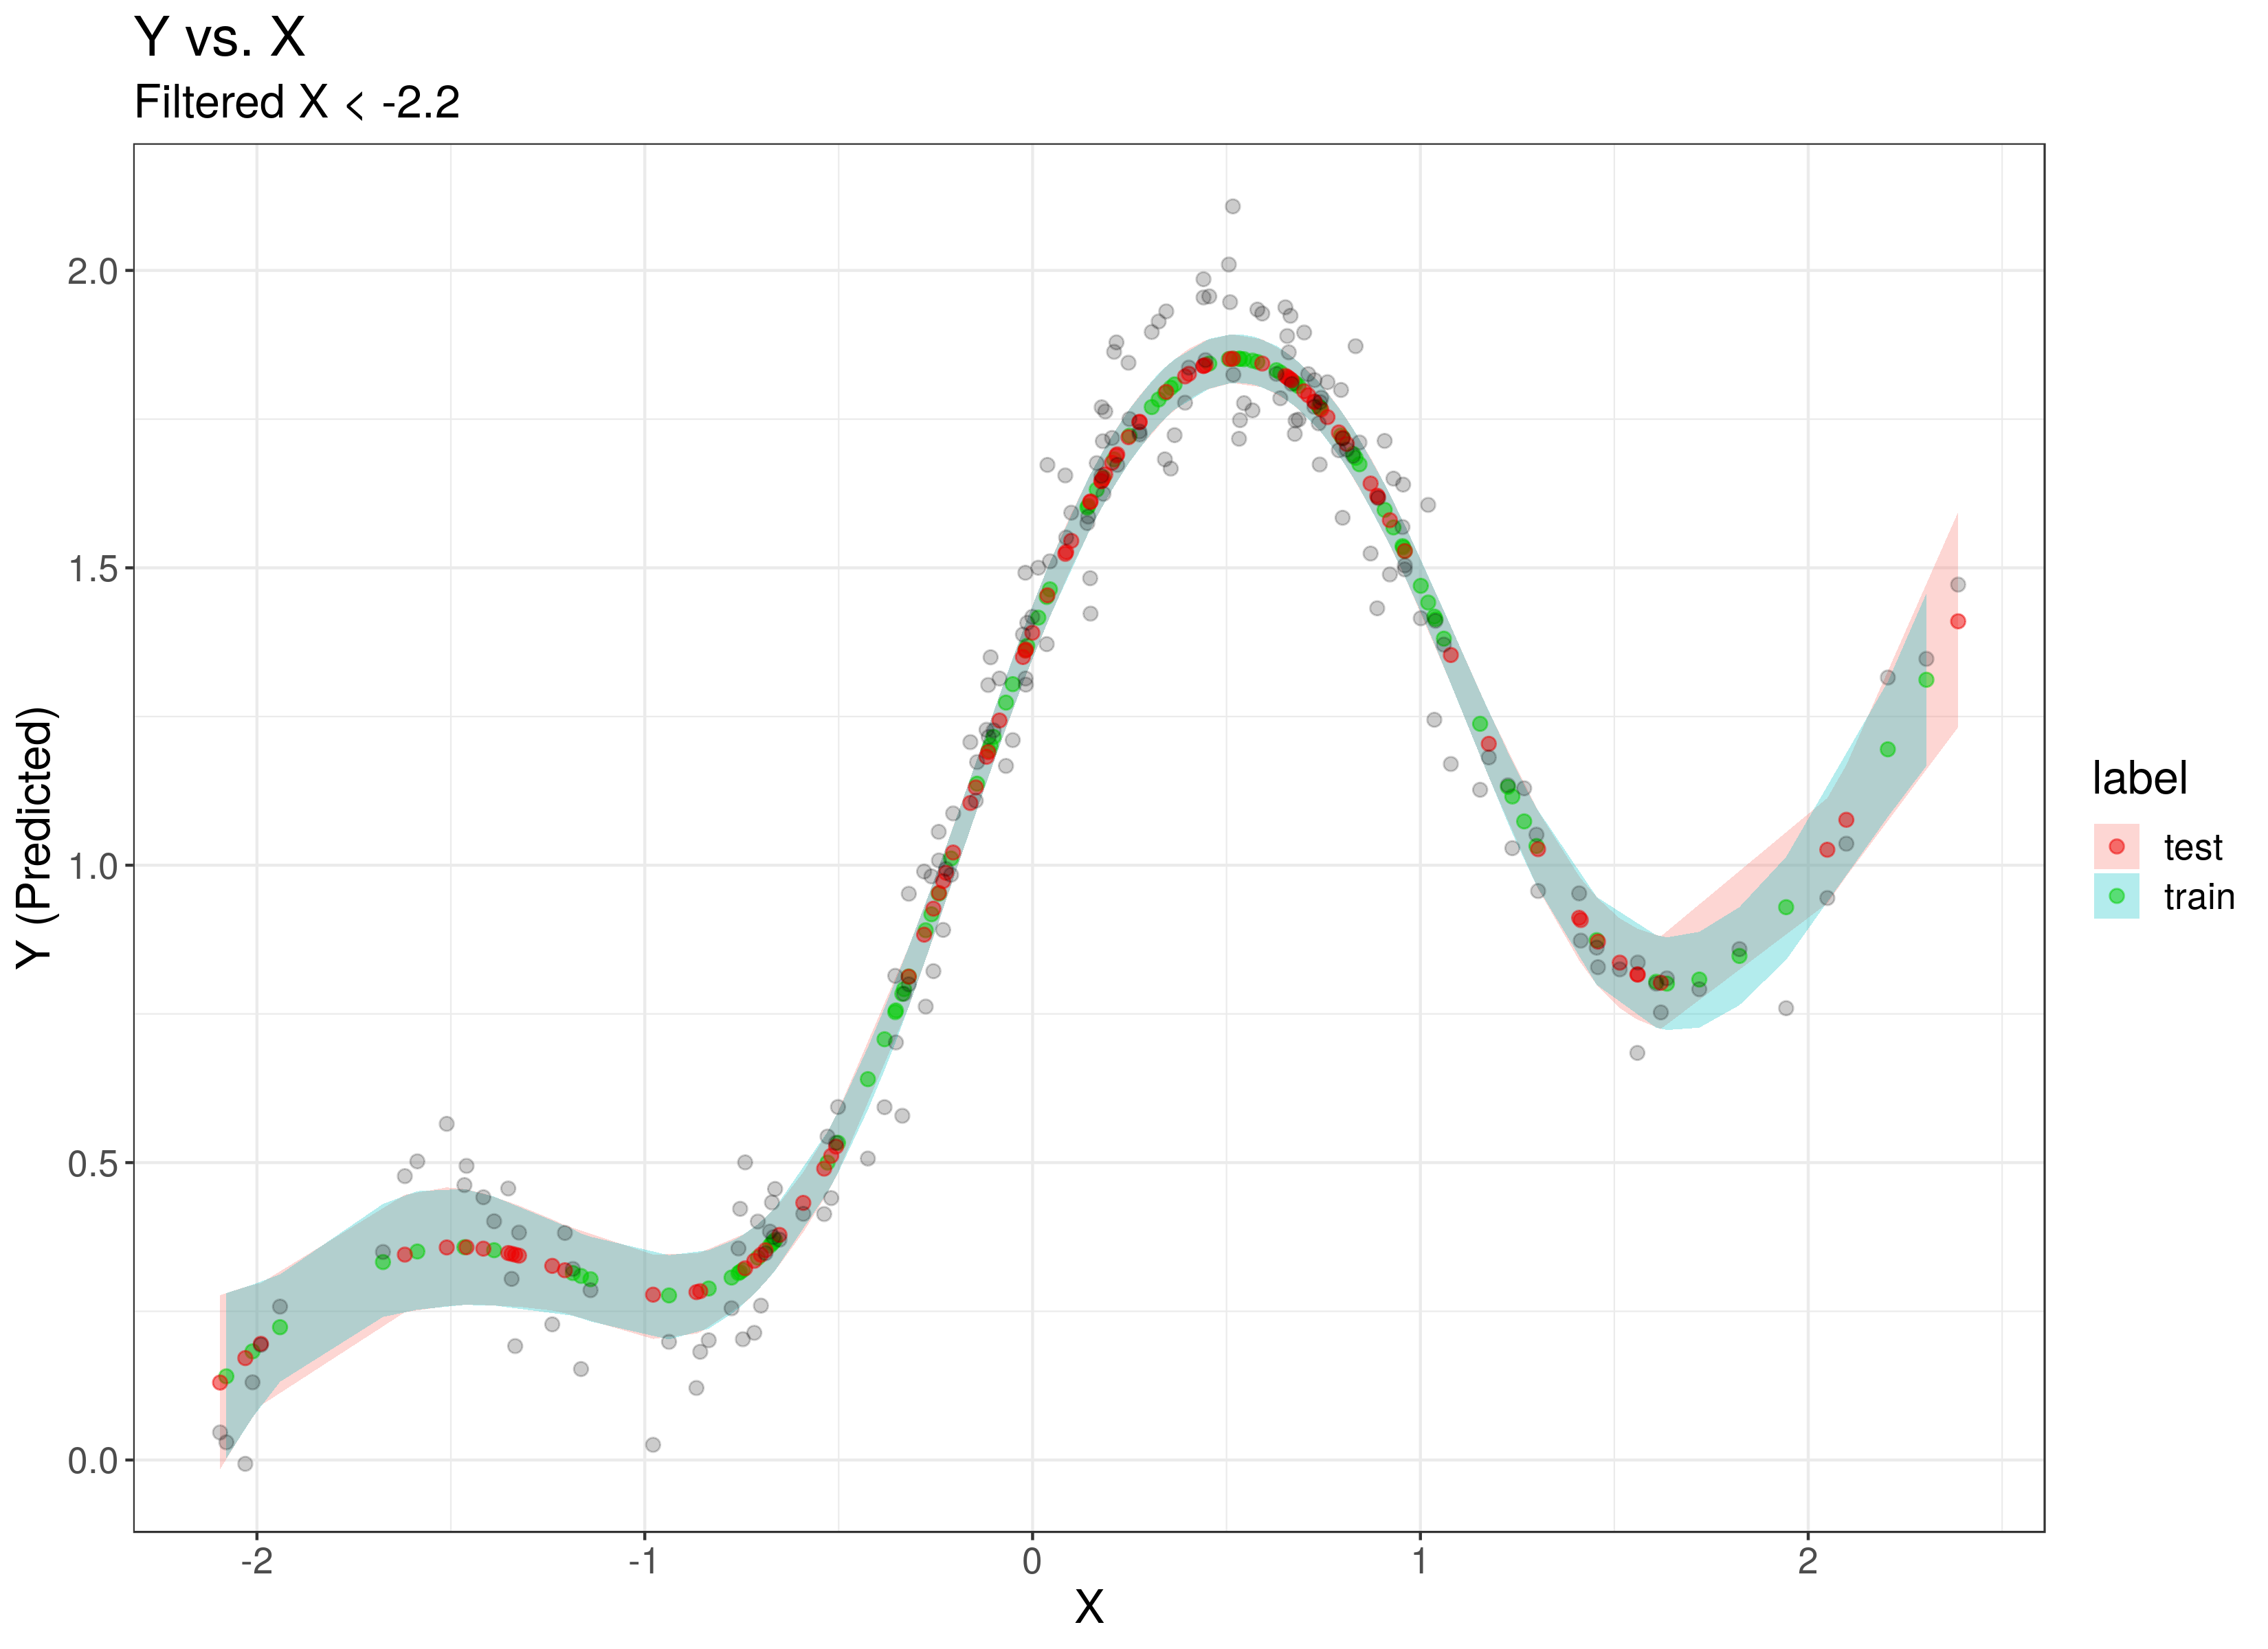 Y vs. X
Filtered X < -2.2
Y (Predicted)
2.0
1.5
1.0
0.5
0.0
-2
-1
0
1
2
X
label
test
train